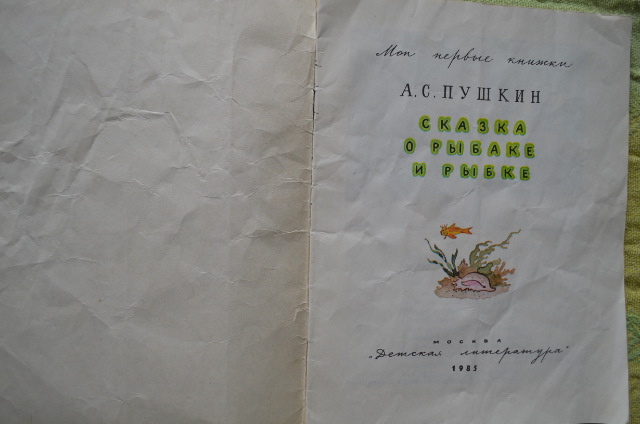 Мои первые книжки
А.С.ПУШКИН
СКАЗКА
О РЫБАКЕ
И РЫБКЕ
МОСКВА
„Детская литература"
1985